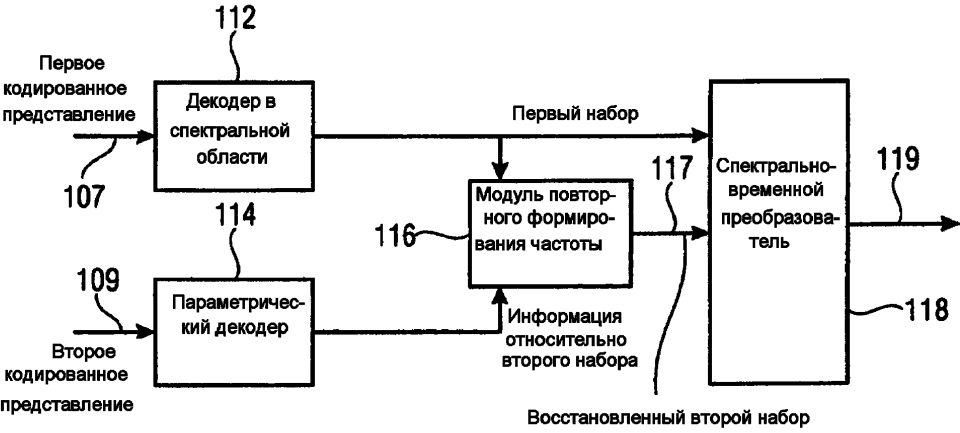 112
Первое
кодированное
представление
107
Декодер в
спектральной
области
Первый набор
114
109
Второе
кодированное
представление
Параметричес-
кий декодер
116
Модуль повтор-
ного формиро-
вания частоты
Информация
относительно
второго набора
117
Восстановленный второй набор
Спектрально-
временной
преобразова-
тель
119
118